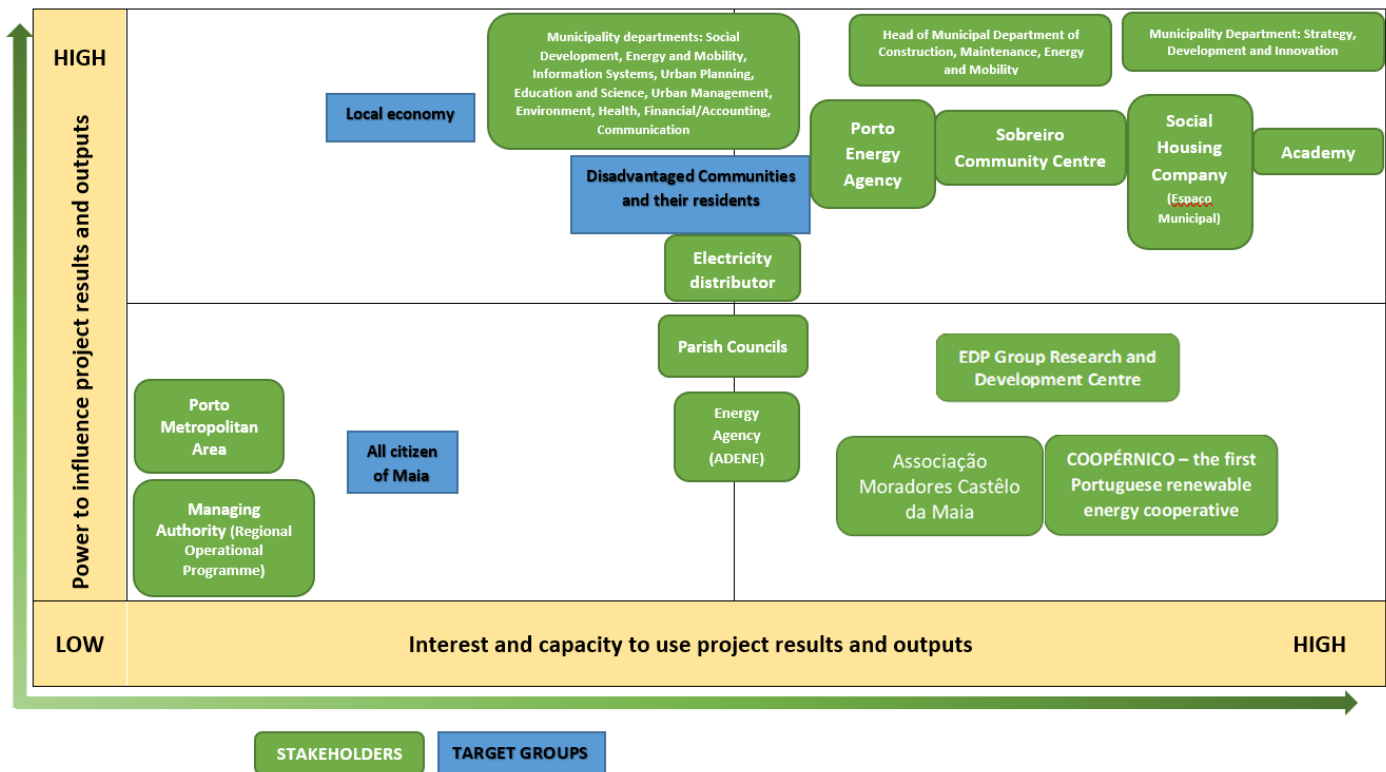 HIGH
Power to influence project results and outputs
Municipality departments: Social
Development, Energy and Mobility,
Information Systems, Urban Planning,
Education and Science, Urban Management,
Environment, Health, Financial/Accounting,
Communication
Head of Municipal Department of
Construction, Maintenance, Energy
and Mobility
Municipality Department: Strategy,
Development and Innovation
Local economy
Disadvantaged Communities
and their residents
Porto
Energy
Agency
Sobreiro
Community Centre
Social
Housing
Company
(Espaço
Municipal)
Academy
Electricity
distributor
Parish Councils
EDP Group Research and
Development Centre
Porto
Metropolitan
Area
All citizen
of Maia
Energy
Agency
(ADENE)
Associação
Moradores Castêlo
da Maia
COOPÉRNICO – the first
Portuguese renewable
energy cooperative
Managing
Authority (Regional
Operational
Programme)
LOW
Interest and capacity to use project results and outputs
HIGH
STAKEHOLDERS
TARGET GROUPS